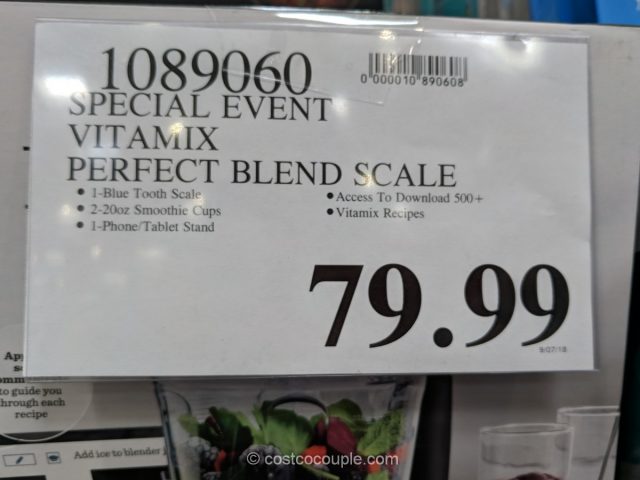 1089060
0 000010 890608
SPECIAL EVENT
VITAMIX
PERFECT BLEND SCALE
• 1-Blue Tooth Scale
• 2-20oz Smoothie Cups
• 1-Phone/Tablet Stand
• Access To Download 500+
• Vitamix Recipes
79.99
9/07/18
to guide you
through each
recipe
Add ice to blender
© costcocouple.com